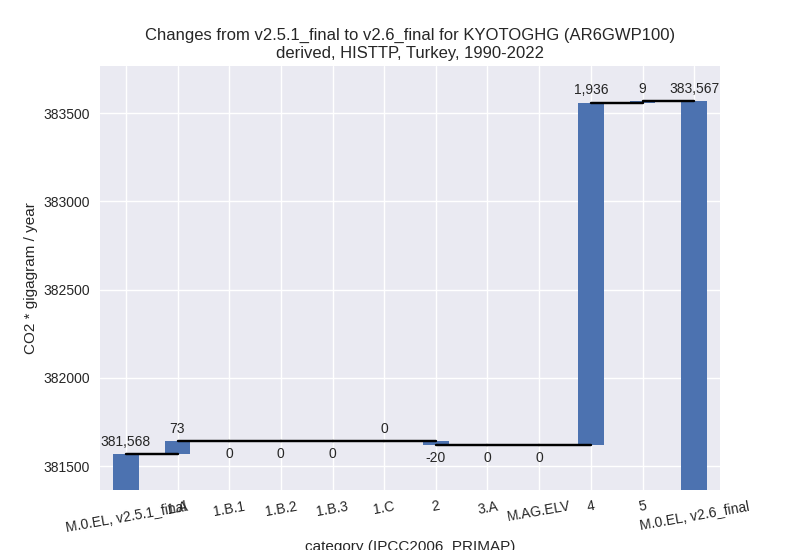 Changes from v2.5.1_final to v2.6_final for KYOTOGHG (AR6GWP100)
derived, HISTTP, Turkey, 1990-2022
CO2 * gigagram / year
383500
383000
382500
382000
381500
381,568
73
0
0
0
0
-20
0
0
1,936
9
383,567
M.0.EL, v2.5.1_final
1.A
1.B.1
1.B.2
1.B.3
1.C
2
3.A
M.AG.ELV
4
5
M.0.EL, v2.6_final
category (IPCC2006_PRIMAP)